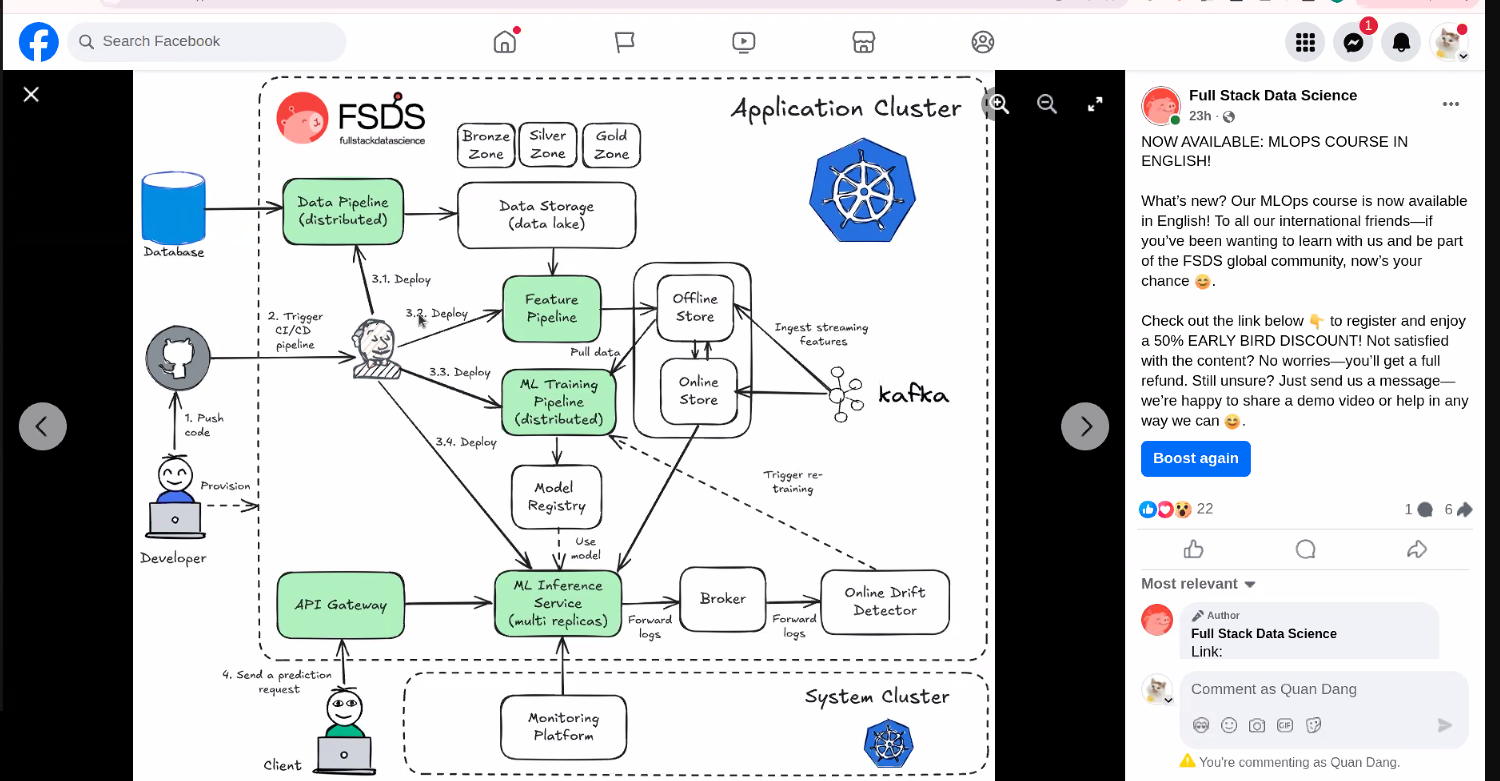 Search Facebook
1
FSDS
fullstackdatascience
Application Cluster
Bronze
Zone
Silver
Zone
Gold
Zone
Database
Data Pipeline
(distributed)
Data Storage
(data lake)
3.1. Deploy
2. Trigger
CI/CD
pipeline
3.2. Deploy
Feature
Pipeline
Offline
Store
Ingest streaming
features
Pull data
3.3. Deploy
ML Training
Pipeline
(distributed)
Online
Store
kafka
1. Push
code
3.4. Deploy
Provision
Model
Registry
Trigger re-
training
Developer
Use
model
API Gateway
ML Inference
Service
(multi replicas)
Forward
logs
Broker
Forward
logs
Online Drift
Detector
4. Send a prediction
request
Client
Monitoring
Platform
System Cluster
Full Stack Data Science
23h ·
NOW AVAILABLE: MLOPS COURSE IN
ENGLISH!
What’s new? Our MLOps course is now available
in English! To all our international friends—if
you’ve been wanting to learn with us and be part
of the FSDS global community, now’s your
chance 😊.
Check out the link below 👇 to register and enjoy
a 50% EARLY BIRD DISCOUNT! Not satisfied
with the content? No worries—you’ll get a full
refund. Still unsure? Just send us a message—
we’re happy to share a demo video or help in any
way we can 😊.
Boost again
22
1
6
Most relevant
Author
Full Stack Data Science
Link:
Comment as Quan Dang
GIF
You're commenting as Quan Dang.